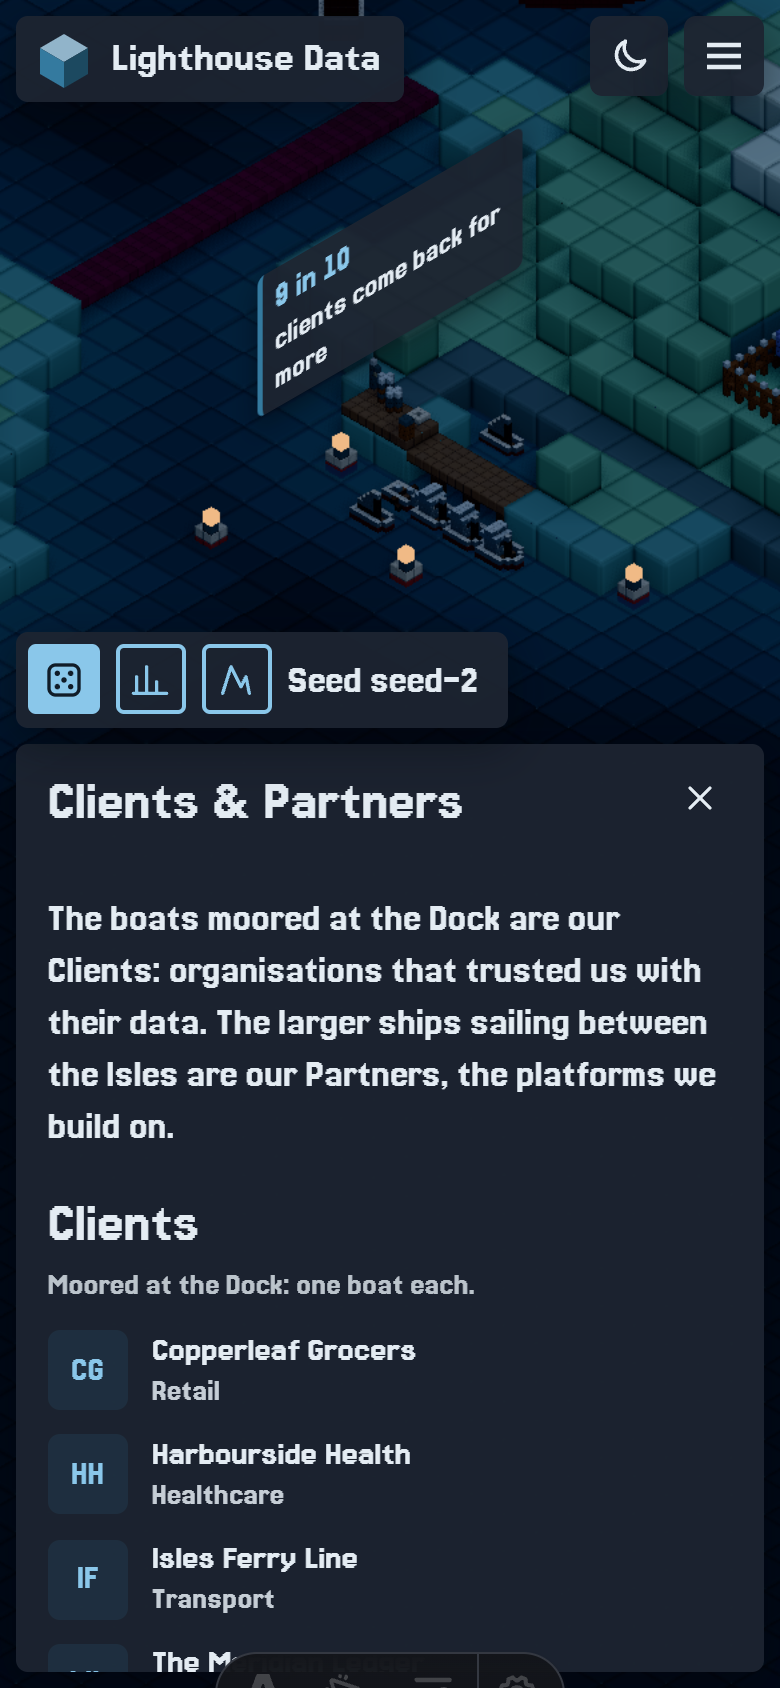 Lighthouse Data
9 in 10
clients come back for
more
Seed seed-2
Clients & Partners
The boats moored at the Dock are our
Clients: organisations that trusted us with
their data. The larger ships sailing between
the Isles are our Partners, the platforms we
build on.
Clients
Moored at the Dock: one boat each.
CG
Copperleaf Grocers
Retail
HH
Harbourside Health
Healthcare
IF
Isles Ferry Line
Transport
The Meridian Ledger